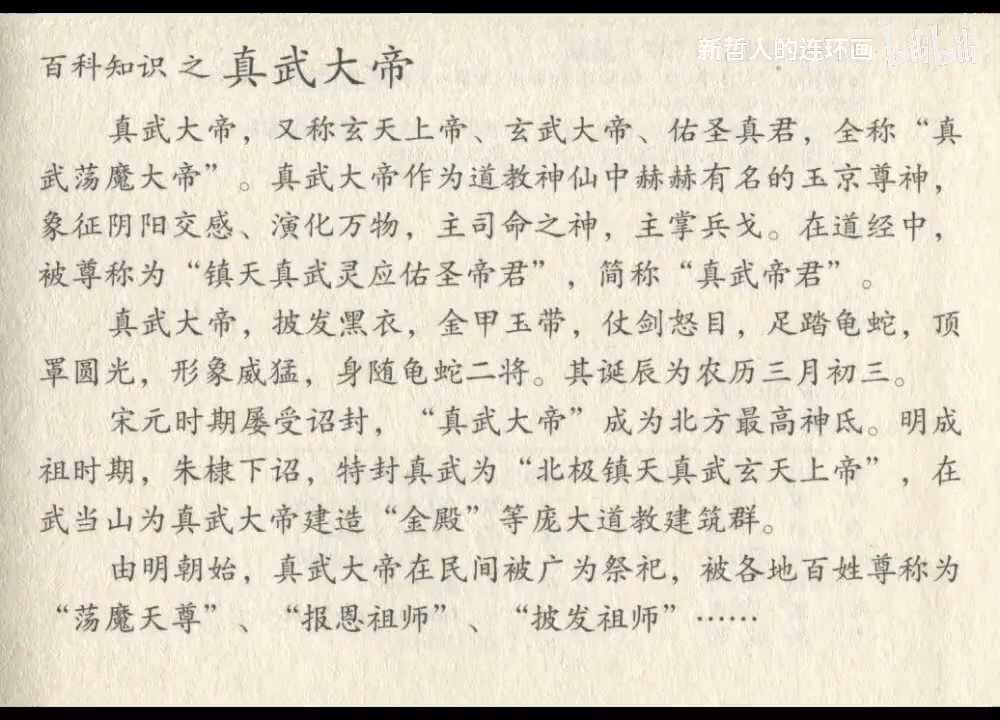 新哲人的连环画 bilibili
百科知识之真武大帝
真武大帝，又称玄天上帝、玄武大帝、佑圣真君，全称“真
武荡魔大帝”。真武大帝作为道教神仙中赫赫有名的玉京尊神，
象征阴阳交感、演化万物，主司命之神，主掌兵戈。在道经中，
被尊称为“镇天真武灵应佑圣帝君”，简称“真武帝君”。
真武大帝，披发黑衣，金甲玉带，仗剑怒目，足踏龟蛇，顶
罩圆光，形象威猛，身随龟蛇二将。其诞辰为农历三月初三。
宋元时期屡受诏封，“真武大帝”成为北方最高神氐。明成
祖时期，朱棣下诏，特封真武为“北极镇天真武玄天上帝”，在
武当山为真武大帝建造“金殿”等庞大道教建筑群。
由明朝始，真武大帝在民间被广为祭祀，被各地百姓尊称为
“荡魔天尊”、“报恩祖师”、“披发祖师”……